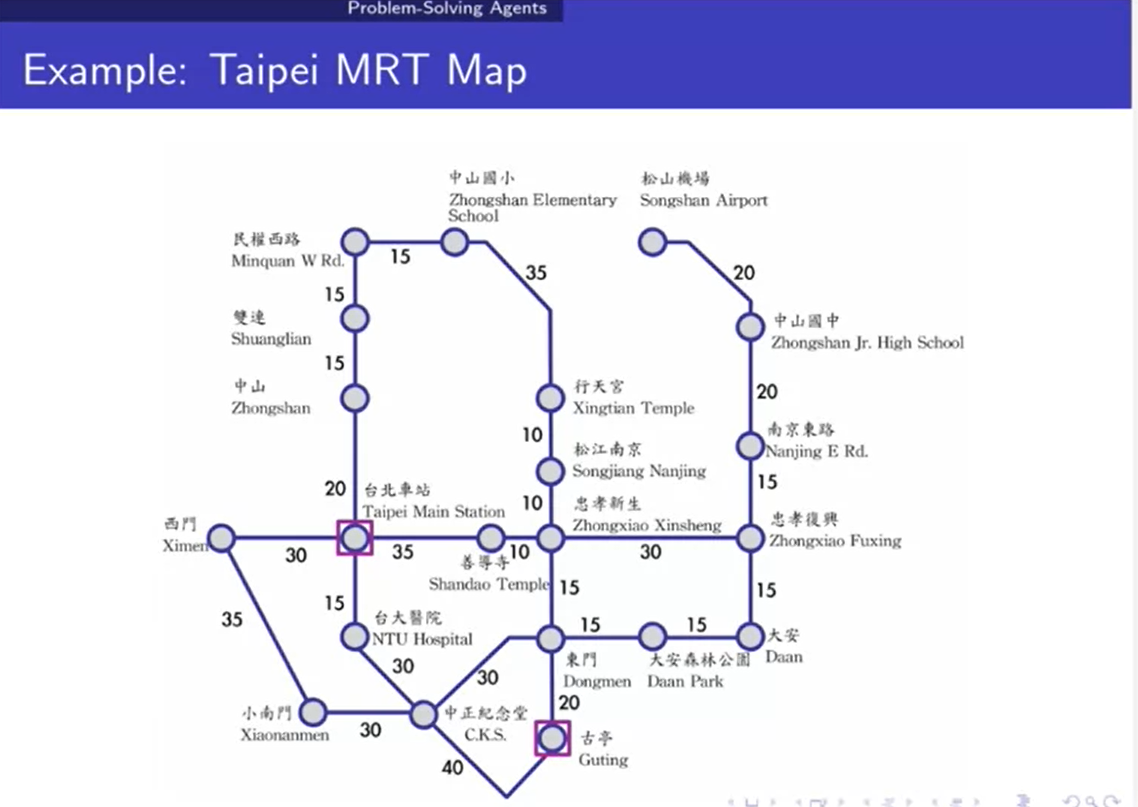 Problem-Solving Agents
Example: Taipei MRT Map
中山國小
Zhongshan Elementary
School
松山機場
Songshan Airport
民權西路
Minquan W Rd.
15
35
20
15
雙連
Shuanglian
中山國中
Zhongshan Jr. High School
15
中山
Zhongshan
行天宮
Xingtian Temple
20
10
松江南京
Songjiang Nanjing
南京東路
Nanjing E Rd.
20
台北車站
Taipei Main Station
10
忠孝新生
Zhongxiao Xinsheng
15
西門
Ximen
忠孝復興
Zhongxiao Fuxing
30
35
10
30
善導寺
Shandao Temple
15
15
15
台大醫院
NTU Hospital
35
15
15
大安
Daan
30
30
東門
Dongmen
大安森林公園
Daan Park
小南門
Xiaonanmen
30
中正紀念堂
C.K.S.
20
40
古亭
Guting